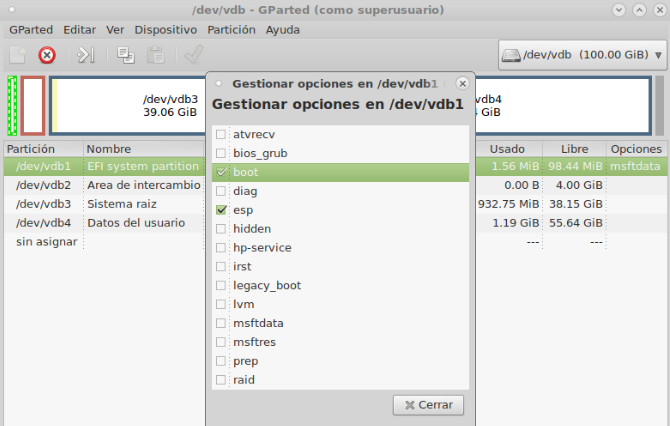 /dev/vdb - GParted (como superusuario)
GParted Editar Ver Dispositivo Partición Ayuda
/dev/vdb (100.00 GiB)
/dev/vdb3
39.06 GiB
vdb4
GiB
Gestionar opciones en /dev/vdb1
Gestionar opciones en /dev/vdb1
atvrecv
bios_grub
boot
diag
esp
hidden
hp-service
irst
legacy_boot
lvm
msftdata
msftres
prep
raid
Cerrar
Partición Nombre Usado Libre Opciones
/dev/vdb1 EFI system partition 1.56 MiB 98.44 MiB msftdata
/dev/vdb2 Area de intercambio 0.00 B 4.00 GiB
/dev/vdb3 Sistema raiz 932.75 MiB 38.15 GiB
/dev/vdb4 Datos del usuario 1.19 GiB 55.64 GiB
sin asignar --- ---